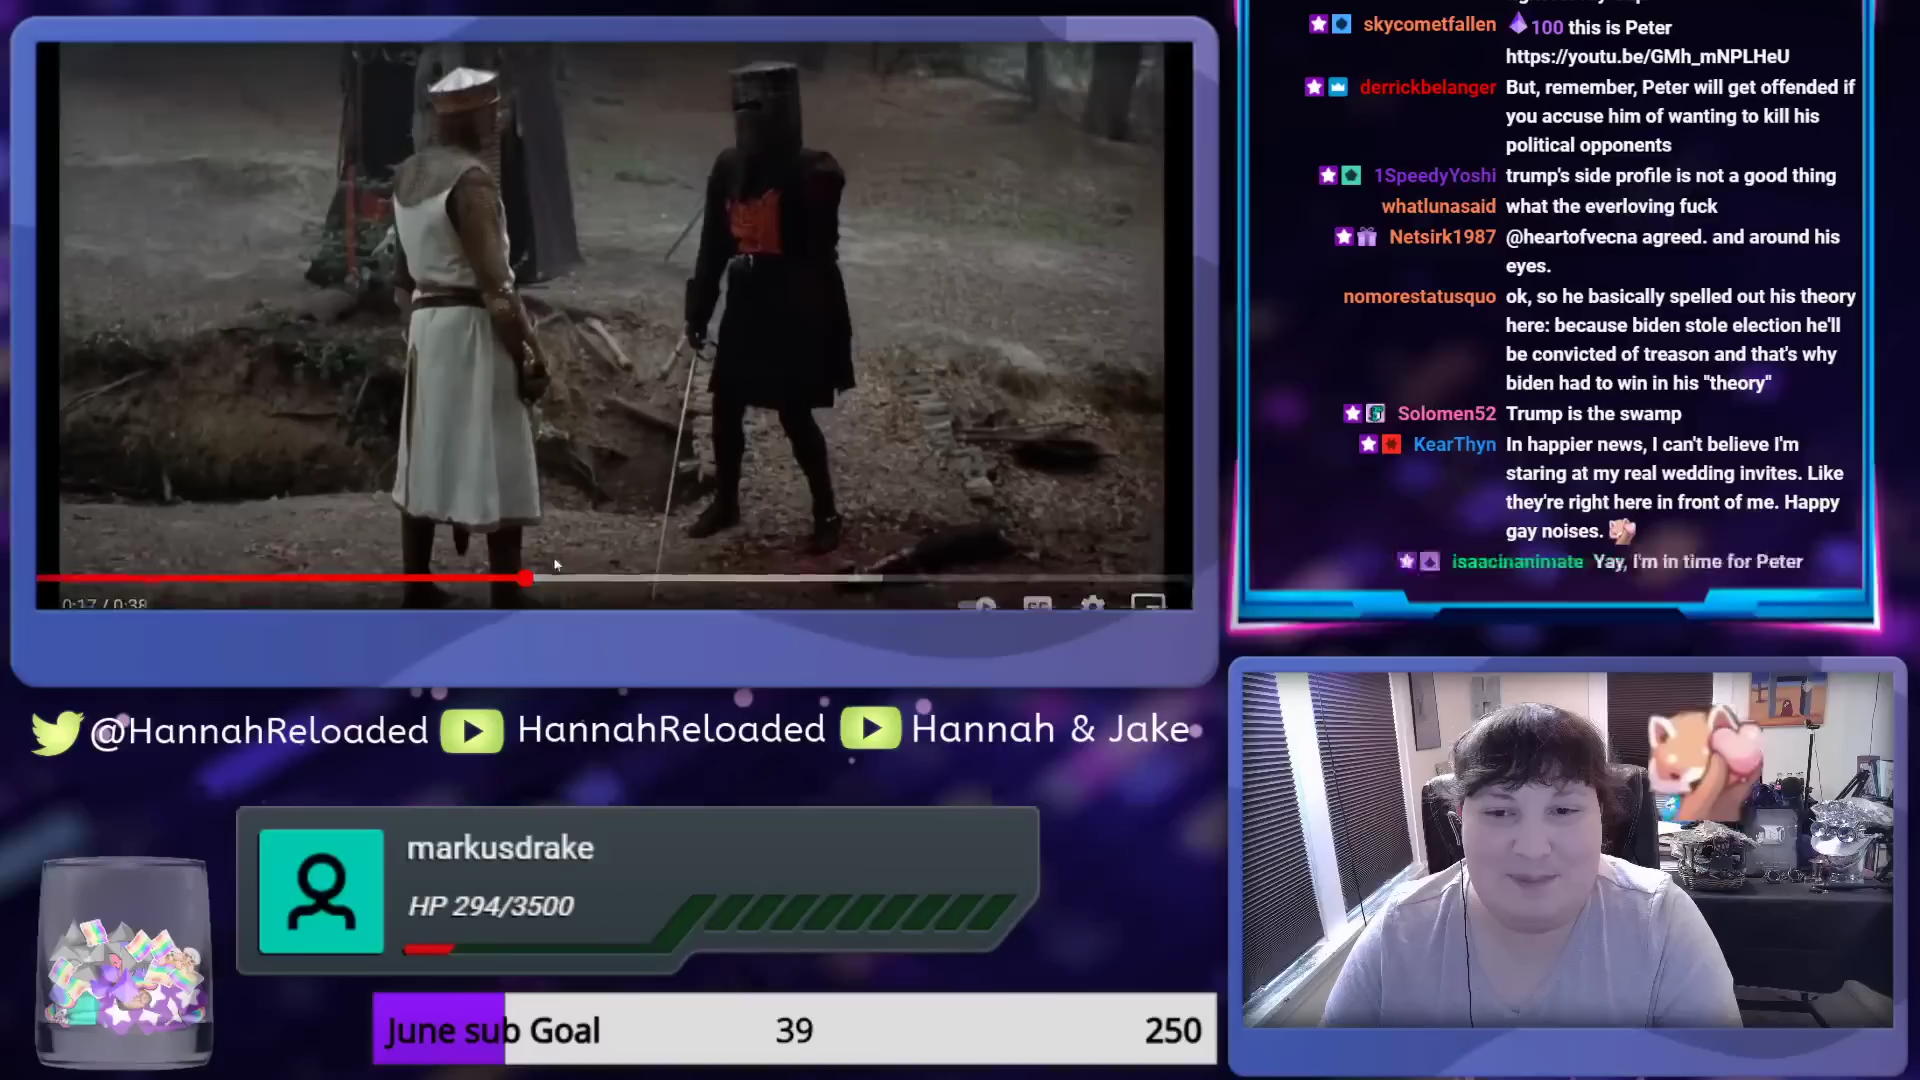 skycometfallen 100 this is Peter
https://youtu.be/GMh_mNPLHeU
derrickbelanger But, remember, Peter will get offended if
you accuse him of wanting to kill his
political opponents
1SpeedyYoshi trump's side profile is not a good thing
whatlunasaid what the everloving fuck
Netsirk1987 @heartofvecna agreed. and around his
eyes.
nomorestatusquo ok, so he basically spelled out his theory
here: because biden stole election he'll
be convicted of treason and that's why
biden had to win in his "theory"
Solomen52 Trump is the swamp
KearThyn In happier news, I can't believe I'm
staring at my real wedding invites. Like
they're right here in front of me. Happy
gay noises.
isaacinanimate Yay, I'm in time for Peter
0:17 / 0:38
@HannahReloaded HannahReloaded Hannah & Jake
markusdrake
HP 294/3500
June sub Goal 39 250